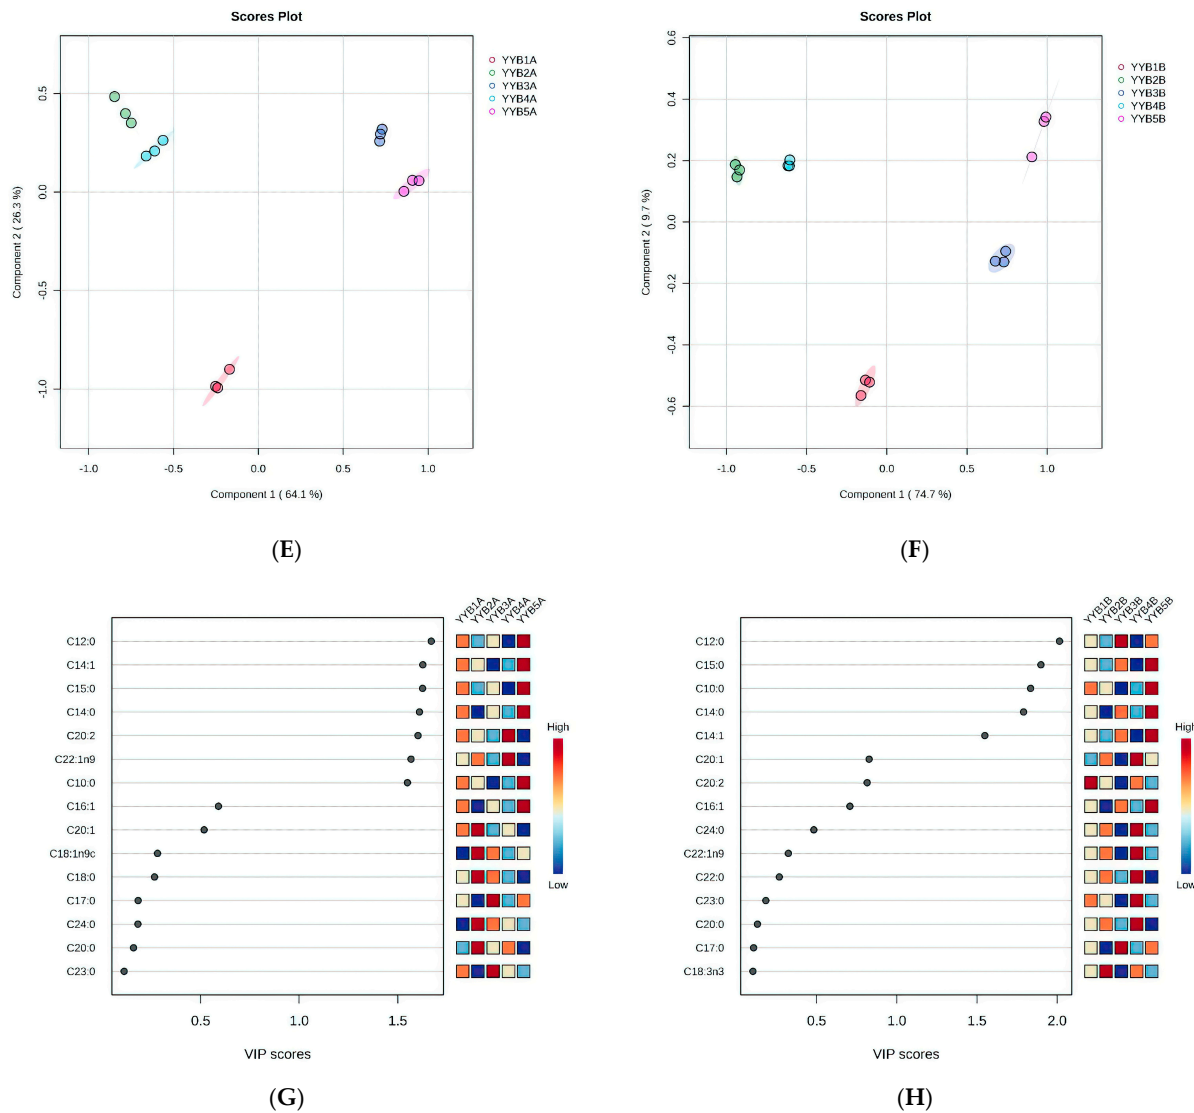 Scores Plot
Component 2 ( 26.3 %)
0.5
0.0
-0.5
-1.0
-1.0
-0.5
0.0
0.5
1.0
Component 1 ( 64.1 %)
YYB1A
YYB2A
YYB3A
YYB4A
YYB5A
(E)
Scores Plot
Component 2 ( 9.7 %)
0.6
0.4
0.2
0.0
-0.2
-0.4
-0.6
-1.0
-0.5
0.0
0.5
1.0
Component 1 ( 74.7 %)
YYB1B
YYB2B
YYB3B
YYB4B
YYB5B
(F)
YYB1A
YYB2A
YYB3A
YYB4A
YYB5A
C12:0
C14:1
C15:0
C14:0
C20:2
C22:1n9
C10:0
C16:1
C20:1
C18:1n9c
C18:0
C17:0
C24:0
C20:0
C23:0
High
Low
0.5
1.0
1.5
VIP scores
(G)
YYB1B
YYB2B
YYB3B
YYB4B
YYB5B
C12:0
C15:0
C10:0
C14:0
C14:1
C20:1
C20:2
C16:1
C24:0
C22:1n9
C22:0
C23:0
C20:0
C17:0
C18:3n3
High
Low
0.5
1.0
1.5
2.0
VIP scores
(H)